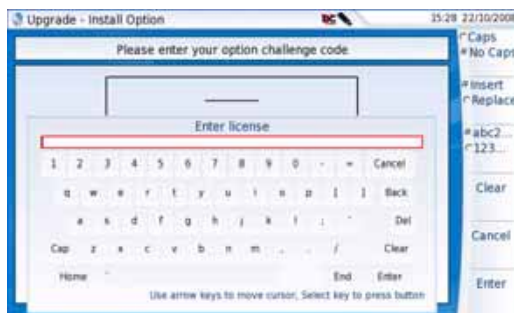 Upgrade - Install Option
15:28 22/10/2008
Please enter your option challenge code
Enter license
1 2 3 4 5 6 7 8 9 0 - = Cancel
q w e r t y u i o p [ ] Back
a s d f g h j k l ; ' Del
Cap z x c v b n m , . / Clear
Home ` End Enter
Use arrow keys to move cursor, Select key to press button
Caps
No Caps
Insert
Replace
abc2...
123...
Clear
Cancel
Enter